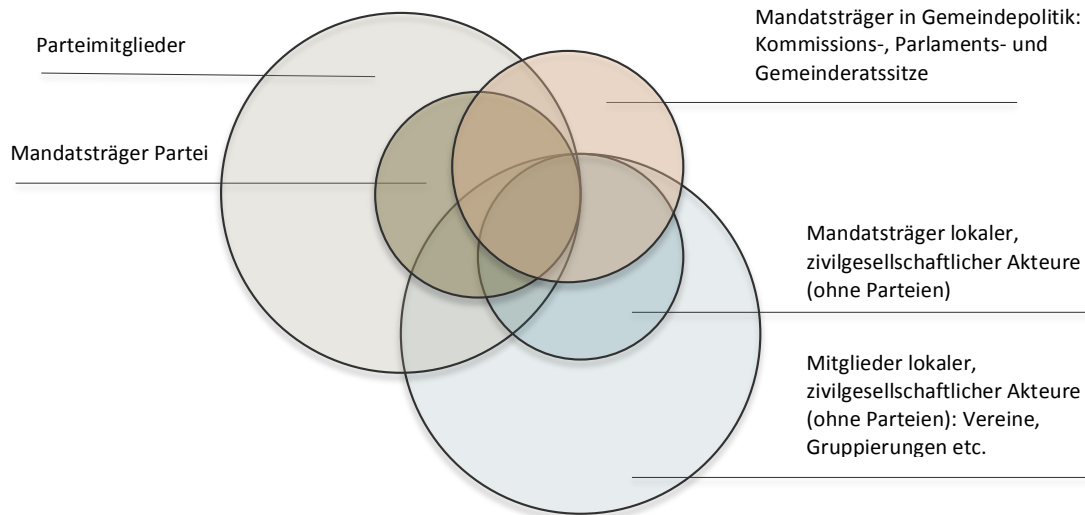 Parteimitglieder
Mandatsträger Partei
Mandatsträger in Gemeindepolitik:
Kommissions-, Parlaments- und
Gemeinderatssitze
Mandatsträger lokaler,
zivilgesellschaftlicher Akteure
(ohne Parteien)
Mitglieder lokaler,
zivilgesellschaftlicher Akteure
(ohne Parteien): Vereine,
Gruppierungen etc.